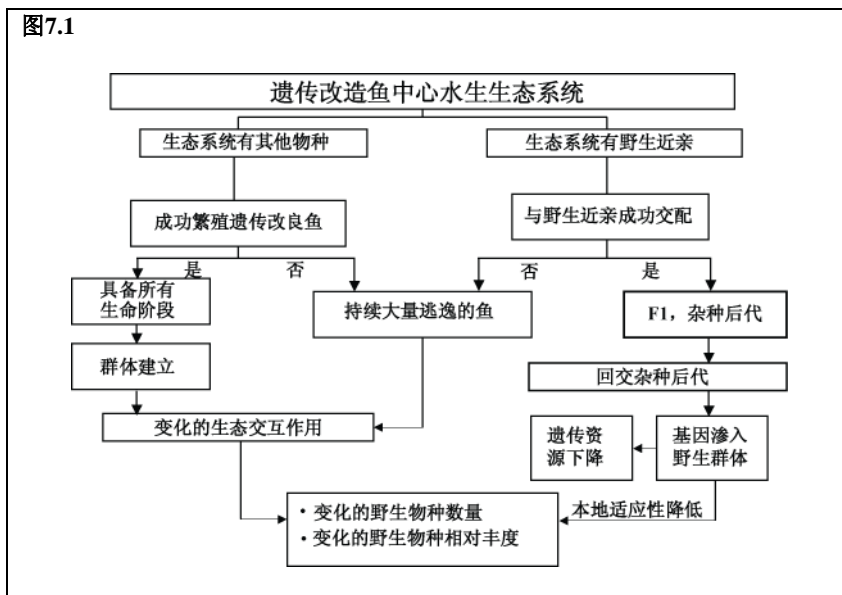 图7.1
遗传改造鱼中心水生生态系统
生态系统有其他物种
生态系统有野生近亲
成功繁殖遗传改良鱼
与野生近亲成功交配
是
否
否
是
具备所有
生命阶段
持续大量逃逸的鱼
F1，杂种后代
群体建立
回交杂种后代
变化的生态交互作用
遗传资
源下降
基因渗入
野生群体
· 变化的野生物种数量
· 变化的野生物种相对丰度
本地适应性降低